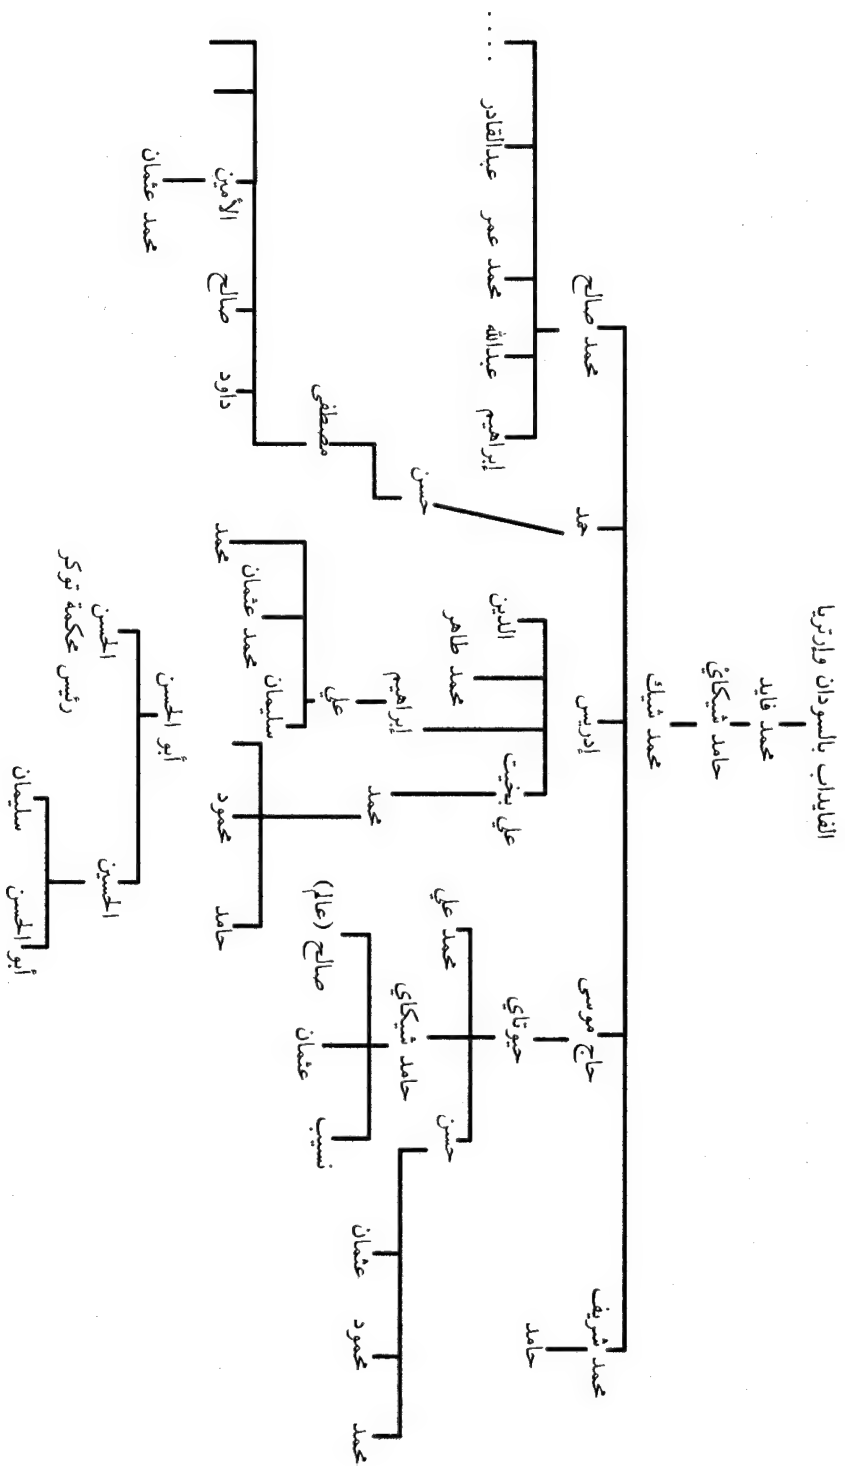 الفايداب بالسودان وإرتريا
محمد فايد
حامد شيكاي
محمد شيك
محمد شريف
حاج موسى
إدريس
حمد
محمد صالح
حامد
حيوتاي
علي بخيت
محمد طاهر
الدين
إبراهيم
عبدالله
محمد عمر
عبدالقادر
....
حسن
حامد شيكاي
محمد علي
محمد
إبراهيم
حسن
محمد
محمود
عثمان
نسيب
عثمان
صالح (عالم)
علي
مصطفى
حامد
محمود
سليمان
محمد عثمان
محمد
داود
صالح
الأمين
محمد عثمان
أبو الحسن
الحسين
الحسن
رئيس محكمة توكر
أبو الحسن
سليمان